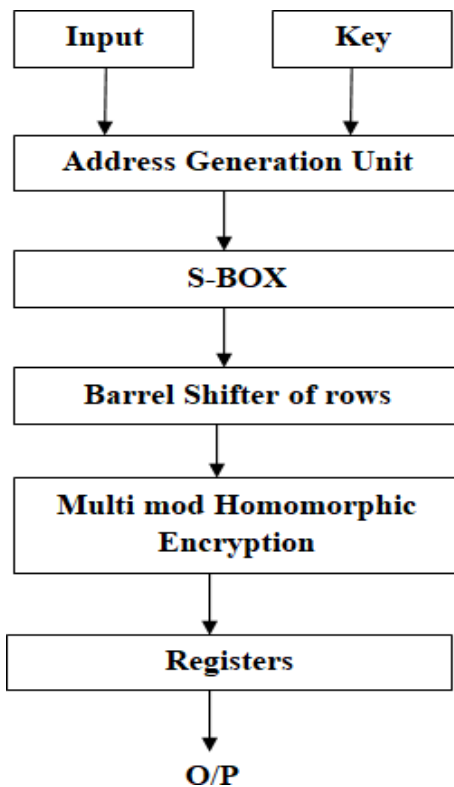 Input
Key
Address Generation Unit
S-BOX
Barrel Shifter of rows
Multi mod Homomorphic
Encryption
Registers
O/P